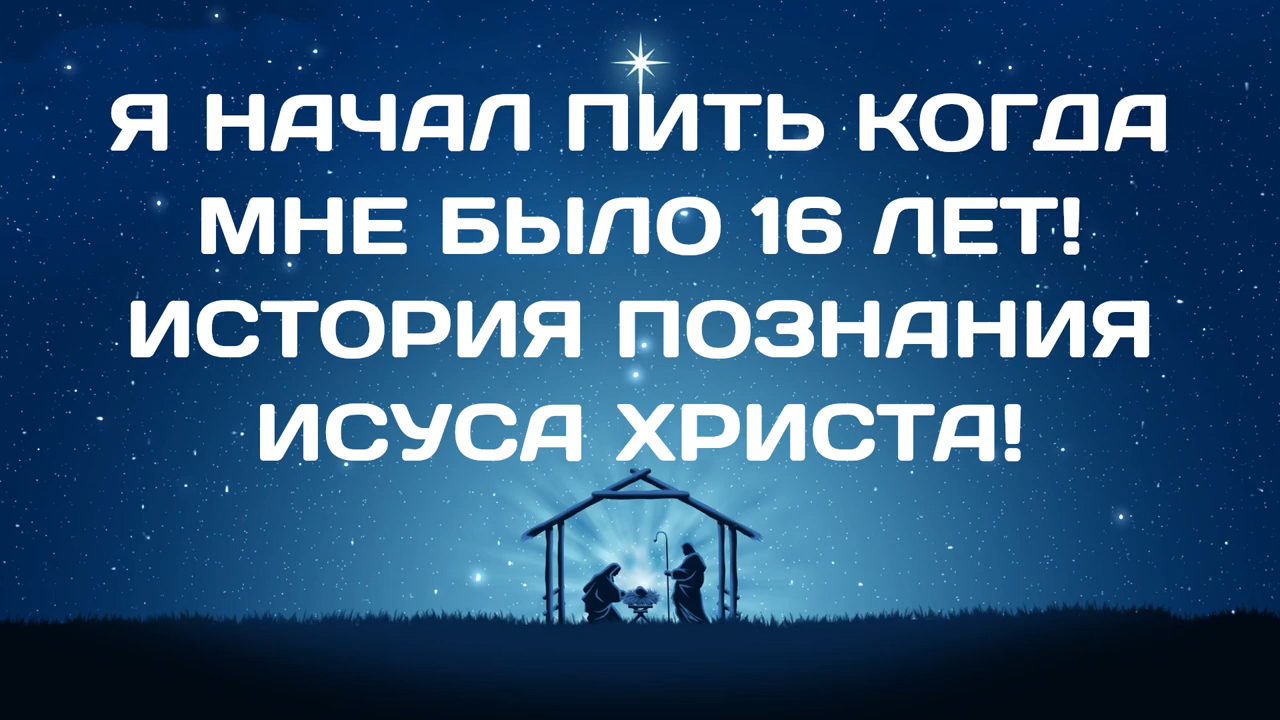 Я НАЧАЛ ПИТЬ КОГДА
МНЕ БЫЛО 16 ЛЕТ!
ИСТОРИЯ ПОЗНАНИЯ
ИСУСА ХРИСТА!